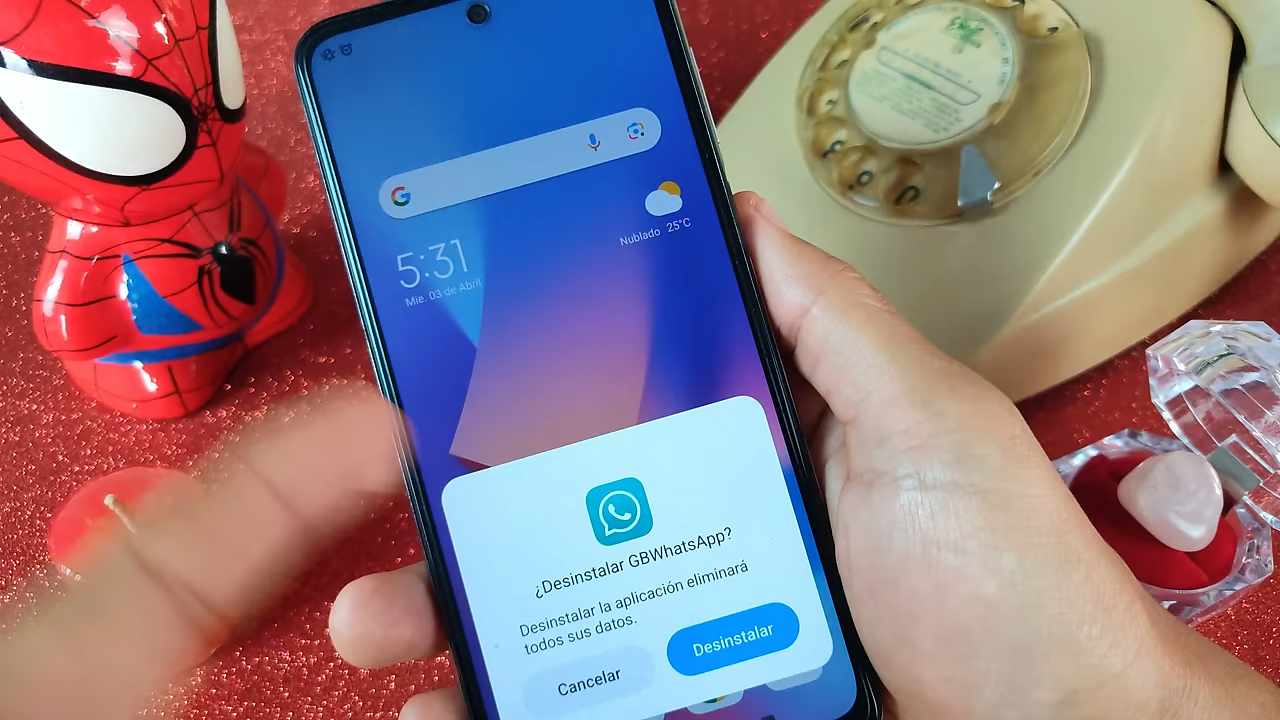 5:31
Mie. 03 de Abril
Nublado 25°C
¿Desinstalar GBWhatsApp?
Desinstalar la aplicación eliminará
todos sus datos.
Cancelar
Desinstalar